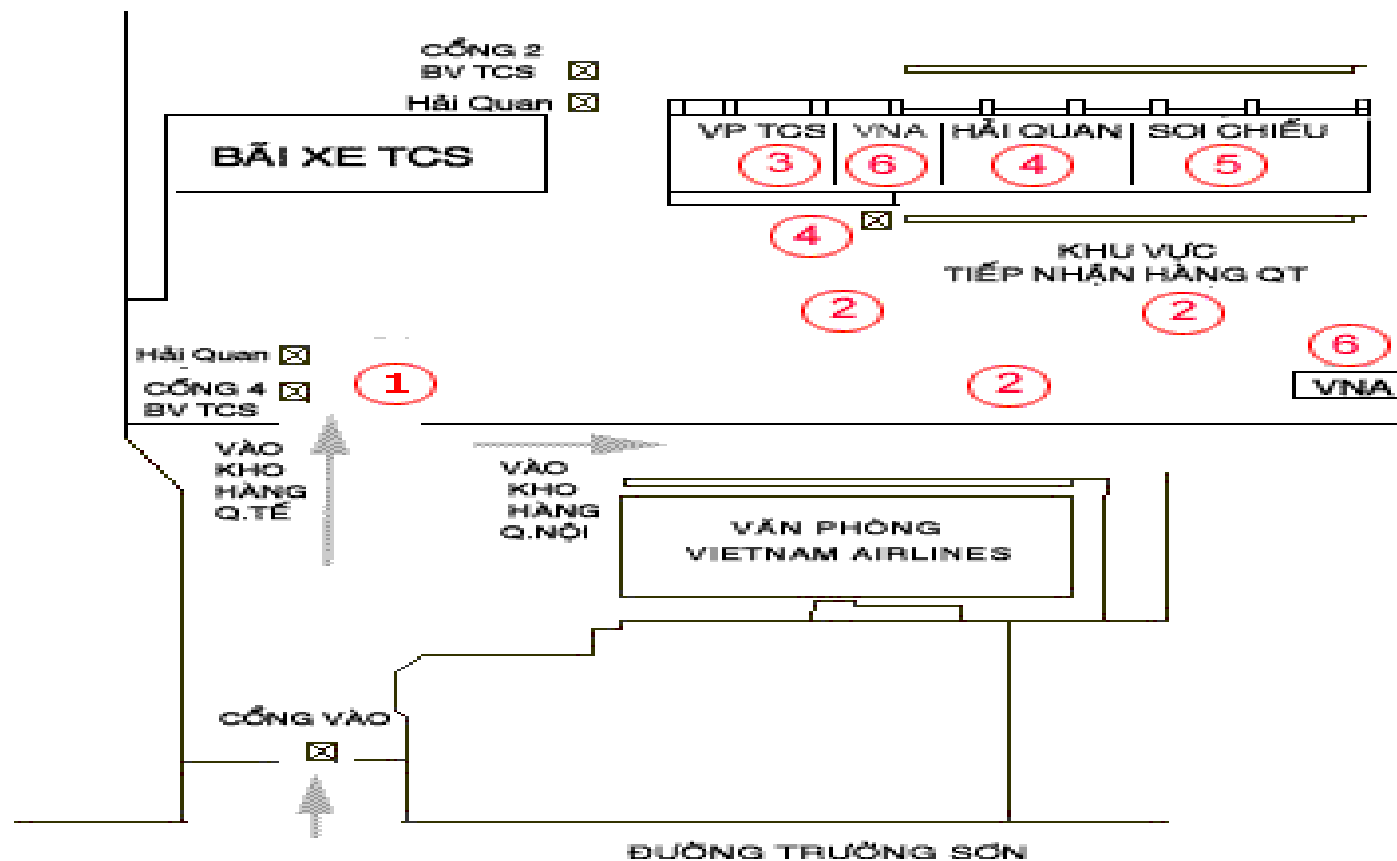 CỔNG 2
BV TCS
Hải Quan
BÃI XE TCS
VP TCS
VNA
HẢI QUAN
SOI CHIẾU
3
6
4
5
4
KHU VỰC
TIẾP NHẬN HÀNG QT
2
2
6
Hải Quan
CỔNG 4
BV TCS
1
2
VNA
VÀO
KHO
HÀNG
Q.TẾ
VÀO
KHO
HÀNG
Q.NỘI
VĂN PHÒNG
VIETNAM AIRLINES
CỔNG VÀO
ĐƯỜNG TRƯỜNG SƠN